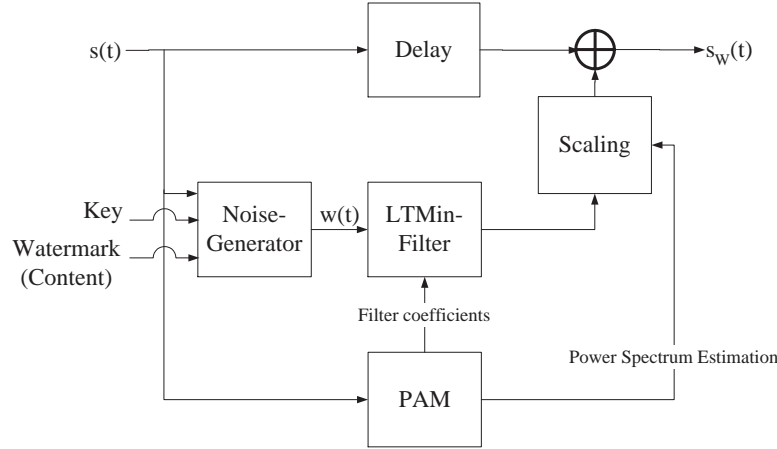 s(t)
Delay
s_w(t)
Scaling
Key
Watermark
(Content)
Noise-
Generator
w(t)
LTMin-
Filter
Filter coefficients
Power Spectrum Estimation
PAM